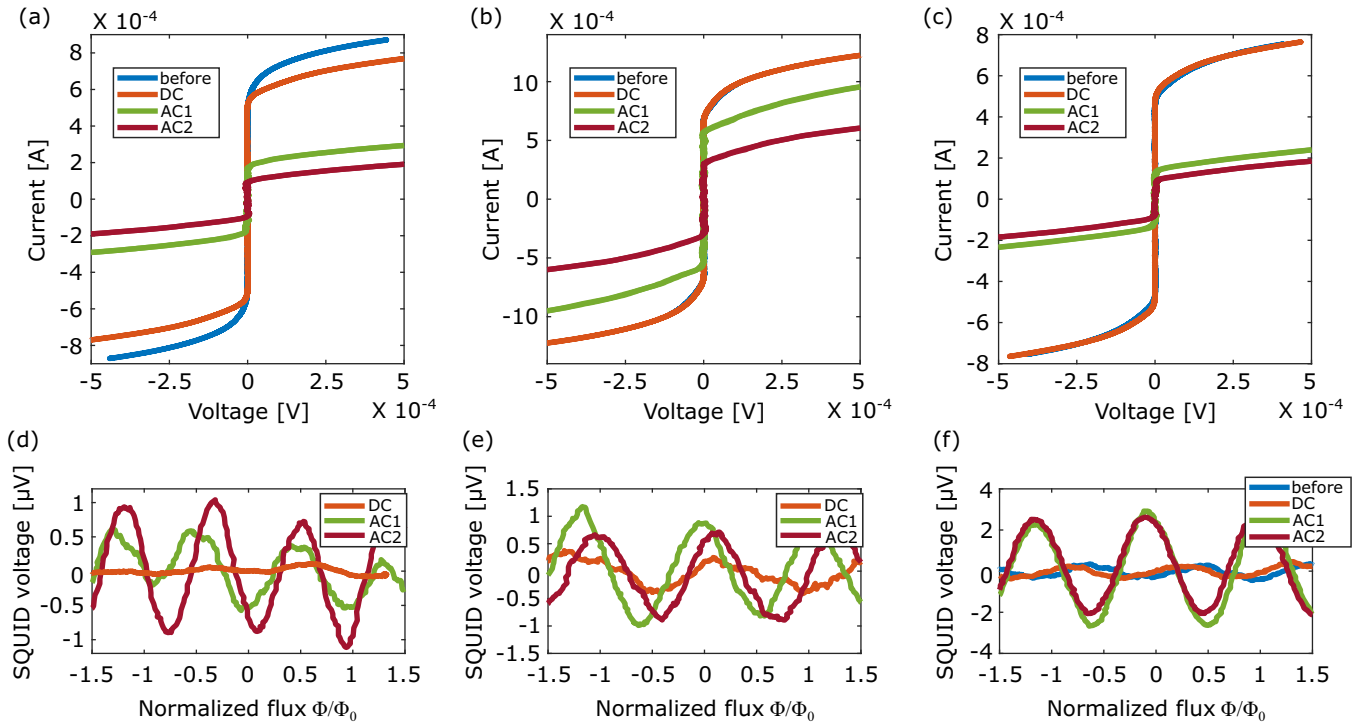 (a)
X 10⁻⁴
8
6
4
2
0
-2
-4
-6
-8
Current [A]
before
DC
AC1
AC2
-5 -2.5 0 2.5 5
Voltage [V]
X 10⁻⁴
(b)
X 10⁻⁴
10
5
0
-5
-10
Current [A]
before
DC
AC1
AC2
-5 -2.5 0 2.5 5
Voltage [V]
X 10⁻⁴
(c)
X 10⁻⁴
8
6
4
2
0
-2
-4
-6
-8
Current [A]
before
DC
AC1
AC2
-5 -2.5 0 2.5 5
Voltage [V]
X 10⁻⁴
(d)
1
0.5
0
-0.5
-1
SQUID voltage [µV]
DC
AC1
AC2
-1.5 -1 -0.5 0 0.5 1 1.5
Normalized flux Φ/Φ₀
(e)
1.5
1
0.5
0
-0.5
-1
-1.5
SQUID voltage [µV]
DC
AC1
AC2
-1.5 -1 -0.5 0 0.5 1 1.5
Normalized flux Φ/Φ₀
(f)
4
2
0
-2
-4
SQUID voltage [µV]
before
DC
AC1
AC2
-1.5 -1 -0.5 0 0.5 1 1.5
Normalized flux Φ/Φ₀